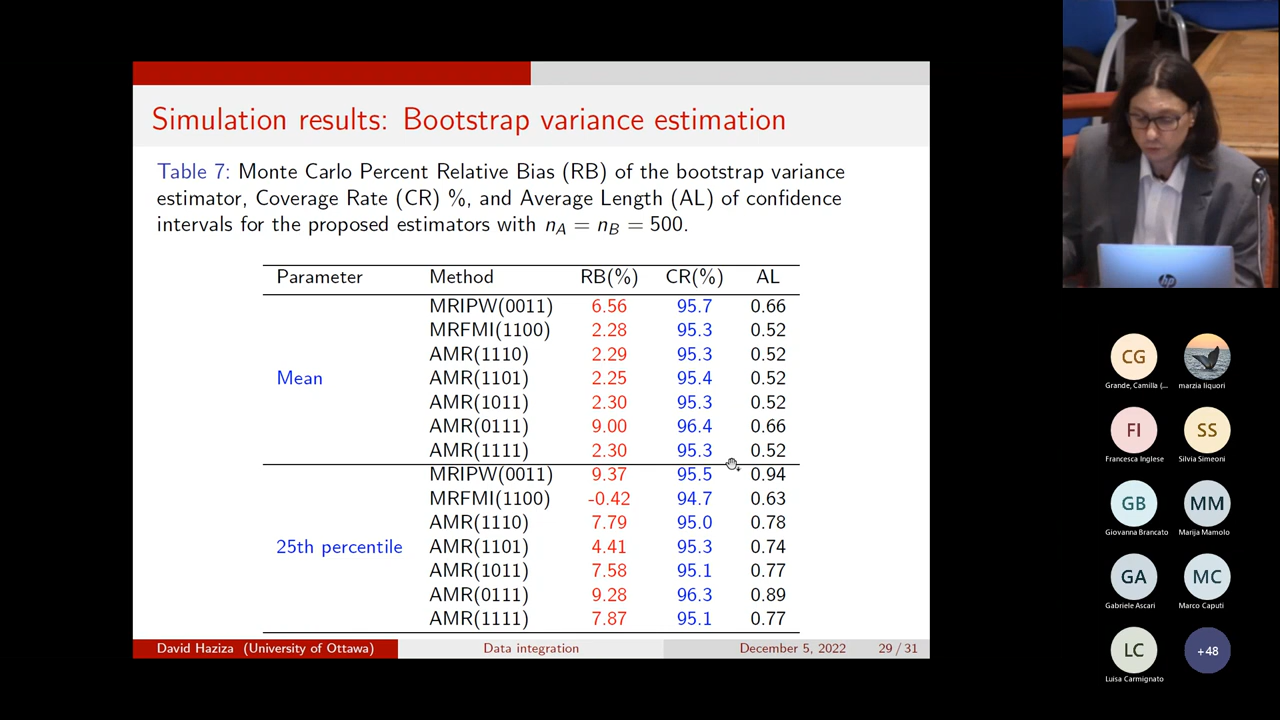 Simulation results: Bootstrap variance estimation
Table 7: Monte Carlo Percent Relative Bias (RB) of the bootstrap variance
estimator, Coverage Rate (CR) %, and Average Length (AL) of confidence
intervals for the proposed estimators with n_A = n_B = 500.
Parameter Method RB(%) CR(%) AL
MRIPW(0011) 6.56 95.7 0.66
MRFMI(1100) 2.28 95.3 0.52
AMR(1110) 2.29 95.3 0.52
Mean AMR(1101) 2.25 95.4 0.52
AMR(1011) 2.30 95.3 0.52
AMR(0111) 9.00 96.4 0.66
AMR(1111) 2.30 95.3 0.52
MRIPW(0011) 9.37 95.5 0.94
MRFMI(1100) -0.42 94.7 0.63
AMR(1110) 7.79 95.0 0.78
25th percentile AMR(1101) 4.41 95.3 0.74
AMR(1011) 7.58 95.1 0.77
AMR(0111) 9.28 96.3 0.89
AMR(1111) 7.87 95.1 0.77
David Haziza (University of Ottawa) Data integration December 5, 2022 29 / 31
hp
CG
Grande, Camilla (...
marzia liquori
FI
Francesca Inglese
SS
Silvia Simeoni
GB
Giovanna Brancato
MM
Marija Mamolo
GA
Gabriele Ascari
MC
Marco Caputi
LC
Luisa Carmignato
+48